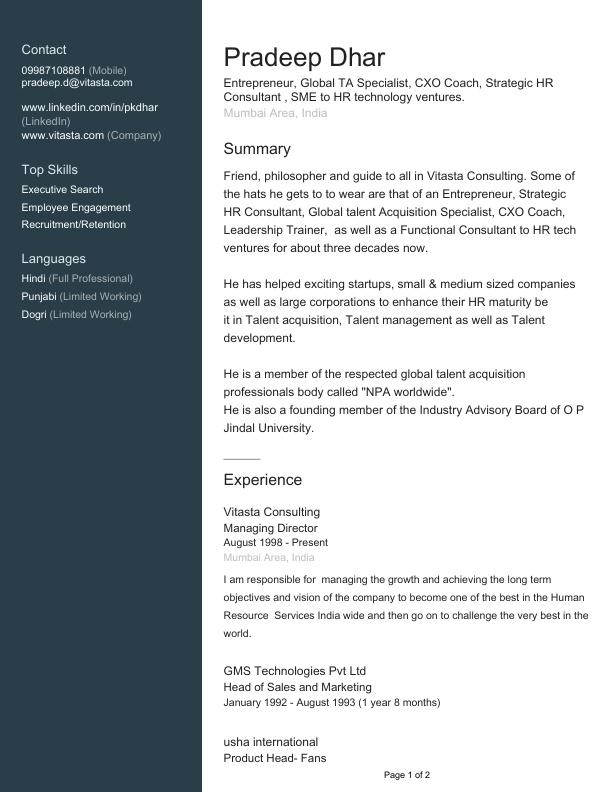 Contact
09987108881 (Mobile)
pradeep.d@vitasta.com
www.linkedin.com/in/pkdhar
(LinkedIn)
www.vitasta.com (Company)
Top Skills
Executive Search
Employee Engagement
Recruitment/Retention
Languages
Hindi (Full Professional)
Punjabi (Limited Working)
Dogri (Limited Working)
Pradeep Dhar
Entrepreneur, Global TA Specialist, CXO Coach, Strategic HR
Consultant , SME to HR technology ventures.
Mumbai Area, India
Summary
Friend, philosopher and guide to all in Vitasta Consulting. Some of
the hats he gets to to wear are that of an Entrepreneur, Strategic
HR Consultant, Global talent Acquisition Specialist, CXO Coach,
Leadership Trainer,  as well as a Functional Consultant to HR tech
ventures for about three decades now.
He has helped exciting startups, small & medium sized companies
as well as large corporations to enhance their HR maturity be
it in Talent acquisition, Talent management as well as Talent
development.
He is a member of the respected global talent acquisition
professionals body called "NPA worldwide".
He is also a founding member of the Industry Advisory Board of O P
Jindal University.
Experience
Vitasta Consulting
Managing Director
August 1998 - Present
Mumbai Area, India
I am responsible for  managing the growth and achieving the long term
objectives and vision of the company to become one of the best in the Human
Resource  Services India wide and then go on to challenge the very best in the
world.
GMS Technologies Pvt Ltd
Head of Sales and Marketing
January 1992 - August 1993 (1 year 8 months)
usha international
Product Head- Fans
Page 1 of 2